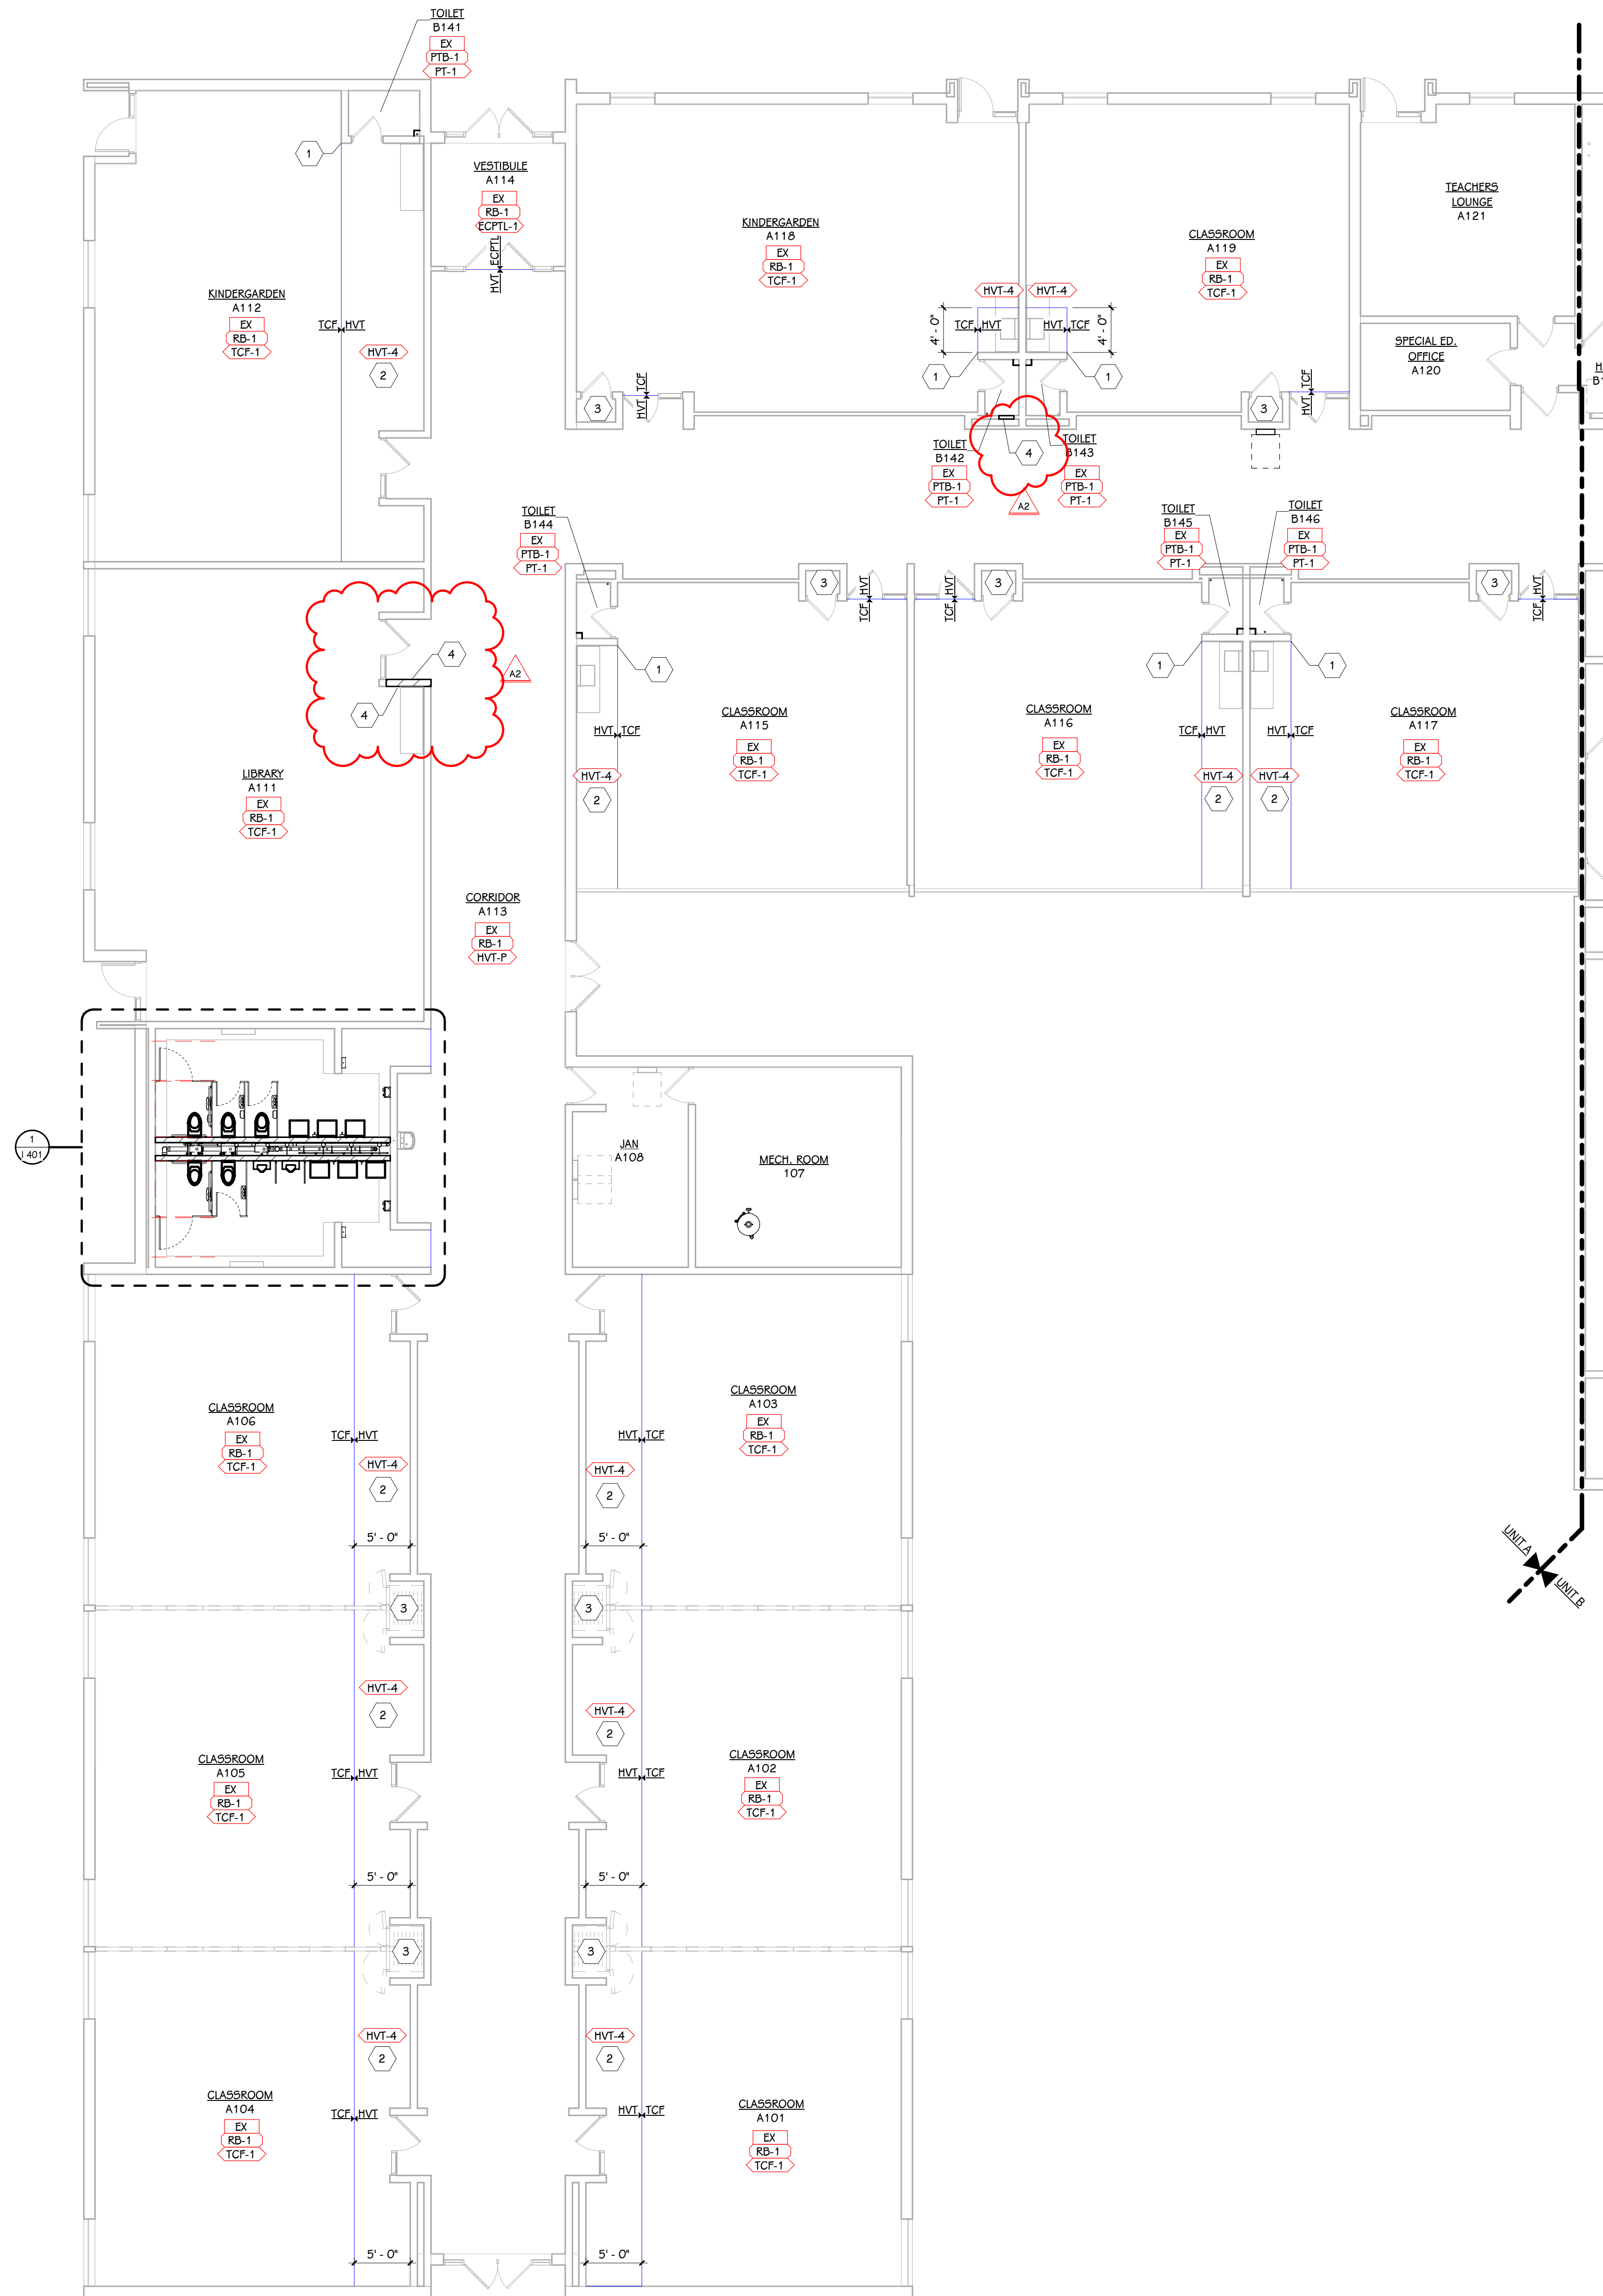 TOILET
B141
EX
PTB-1
PT-1
1
VESTIBULE
A114
EX
RB-1
ECPTL-1
ECPTL
HVT
KINDERGARDEN
A112
EX
RB-1
TCF-1
TCF HVT
HVT-4
2
KINDERGARDEN
A118
EX
RB-1
TCF-1
CLASSROOM
A119
EX
RB-1
TCF-1
TEACHERS
LOUNGE
A121
SPECIAL ED.
OFFICE
A120
H
HVT-4
HVT-4
4' - 0"
TCF HVT
HVT TCF
4' - 0"
1
1
3
TCF
HVT
3
TCF
HVT
TOILET
B142
EX
PTB-1
PT-1
4
A2
TOILET
B143
EX
PTB-1
PT-1
TOILET
B144
EX
PTB-1
PT-1
TOILET
B145
EX
PTB-1
PT-1
TOILET
B146
EX
PTB-1
PT-1
3
HVT
TCF
HVT
TCF
3
3
HVT
TCF
4
4
A2
1
1
1
LIBRARY
A111
EX
RB-1
TCF-1
HVT TCF
HVT-4
2
CLASSROOM
A115
EX
RB-1
TCF-1
CLASSROOM
A116
EX
RB-1
TCF-1
TCF HVT
HVT-4
2
HVT TCF
HVT-4
2
CLASSROOM
A117
EX
RB-1
TCF-1
CORRIDOR
A113
EX
RB-1
HVT-P
1
I 401
JAN
A108
MECH. ROOM
107
CLASSROOM
A106
EX
RB-1
TCF-1
TCF HVT
HVT-4
2
5' - 0"
CLASSROOM
A103
EX
RB-1
TCF-1
HVT TCF
HVT-4
2
5' - 0"
UNIT A
UNIT B
3
3
HVT-4
2
HVT-4
2
CLASSROOM
A105
EX
RB-1
TCF-1
TCF HVT
5' - 0"
CLASSROOM
A102
EX
RB-1
TCF-1
HVT TCF
5' - 0"
3
3
HVT-4
2
HVT-4
2
CLASSROOM
A104
EX
RB-1
TCF-1
TCF HVT
5' - 0"
CLASSROOM
A101
EX
RB-1
TCF-1
HVT TCF
5' - 0"